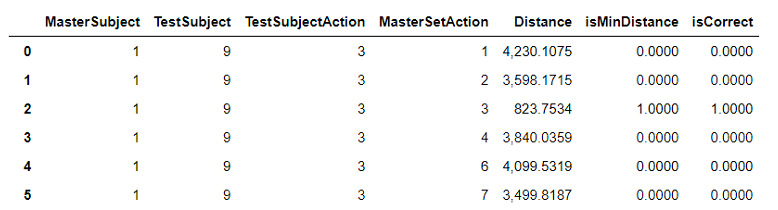 MasterSubject TestSubject TestSubjectAction MasterSetAction Distance isMinDistance isCorrect
0 1 9 3 1 4,230.1075 0.0000 0.0000
1 1 9 3 2 3,598.1715 0.0000 0.0000
2 1 9 3 3 823.7534 1.0000 1.0000
3 1 9 3 4 3,840.0359 0.0000 0.0000
4 1 9 3 6 4,099.5319 0.0000 0.0000
5 1 9 3 7 3,499.8187 0.0000 0.0000